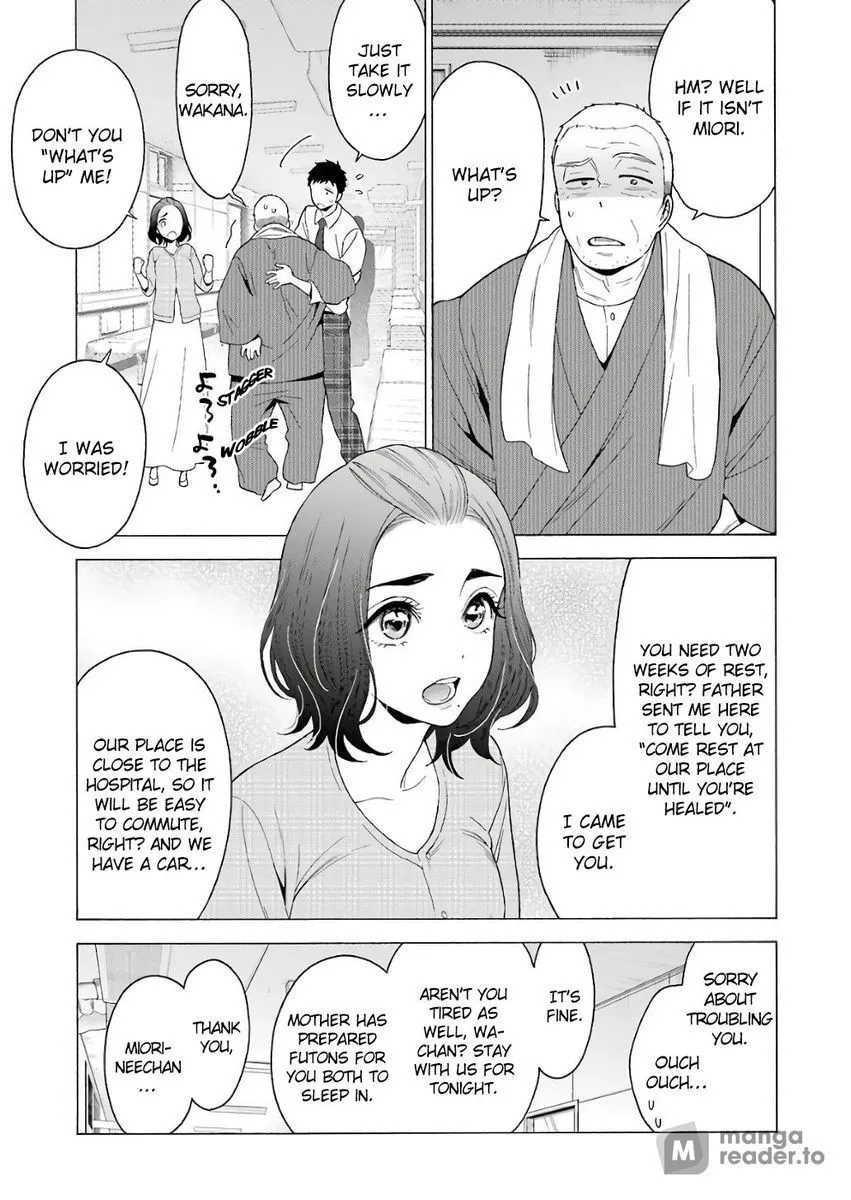 HM? WELL
IF IT ISN'T
MIORI.
WHAT'S
UP?
JUST
TAKE IT
SLOWLY
...
SORRY,
WAKANA.
DON'T YOU
"WHAT'S
UP" ME!
よろ
STAGGER
よろ
WOBBLE
I WAS
WORRIED!
YOU NEED TWO
WEEKS OF REST,
RIGHT? FATHER
SENT ME HERE
TO TELL YOU,
"COME REST AT
OUR PLACE
UNTIL YOU'RE
HEALED".
I CAME
TO GET
YOU.
OUR PLACE IS
CLOSE TO THE
HOSPITAL, SO IT
WILL BE EASY
TO COMMUTE,
RIGHT? AND WE
HAVE A CAR...
SORRY
ABOUT
TROUBLING
YOU.
OUCH
OUCH...
IT'S
FINE.
AREN'T YOU
TIRED AS
WELL, WA-
CHAN? STAY
WITH US FOR
TONIGHT.
MOTHER HAS
PREPARED
FUTONS FOR
YOU BOTH TO
SLEEP IN.
THANK
YOU,
MIORI-
NEECHAN
...
M manga
reader.to